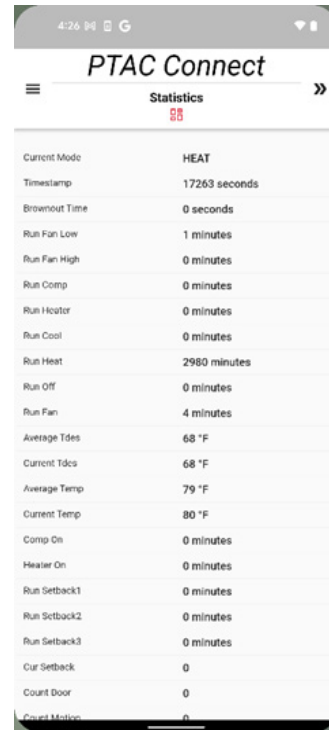 4:26 G
PTAC Connect
Statistics
Current Mode HEAT
Timestamp 17263 seconds
Brownout Time 0 seconds
Run Fan Low 1 minutes
Run Fan High 0 minutes
Run Comp 0 minutes
Run Heater 0 minutes
Run Cool 0 minutes
Run Heat 2980 minutes
Run Off 0 minutes
Run Fan 4 minutes
Average Tdes 68 °F
Current Tdes 68 °F
Average Temp 79 °F
Current Temp 80 °F
Comp On 0 minutes
Heater On 0 minutes
Run Setback1 0 minutes
Run Setback2 0 minutes
Run Setback3 0 minutes
Cur Setback 0
Count Door 0
Count Motion 0